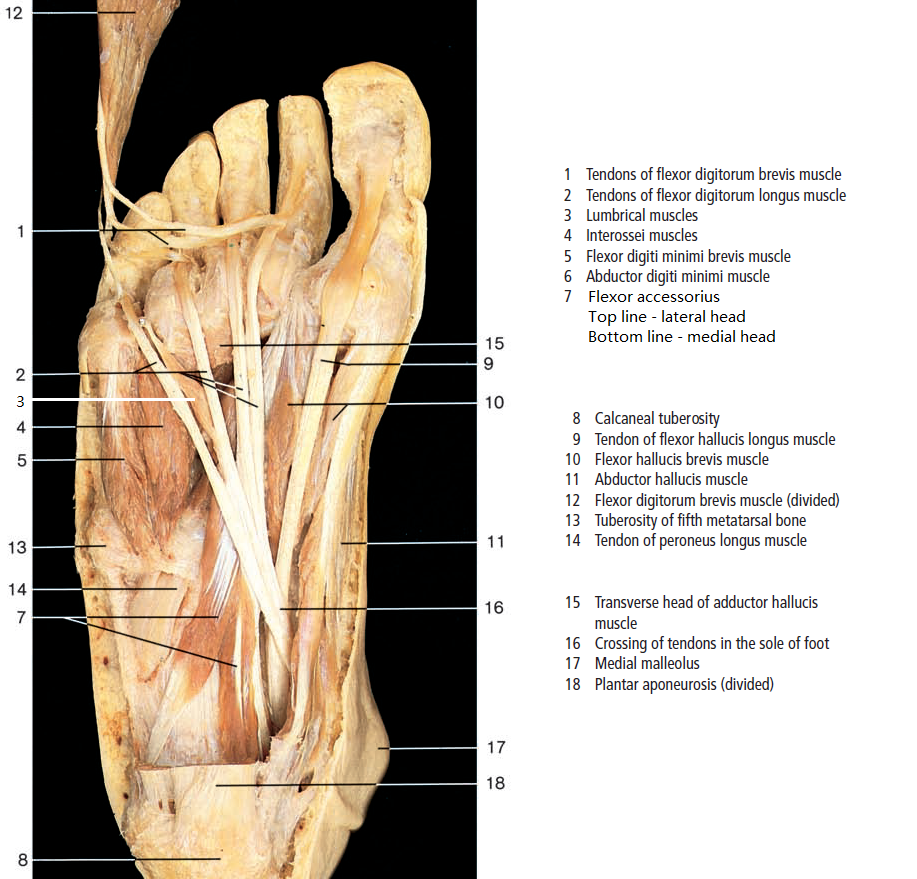 12
1
2
3
4
5
13
14
7
8
15
9
10
11
16
17
18
1 Tendons of flexor digitorum brevis muscle
2 Tendons of flexor digitorum longus muscle
3 Lumbrical muscles
4 Interossei muscles
5 Flexor digiti minimi brevis muscle
6 Abductor digiti minimi muscle
7 Flexor accessorius
Top line - lateral head
Bottom line - medial head
8 Calcaneal tuberosity
9 Tendon of flexor hallucis longus muscle
10 Flexor hallucis brevis muscle
11 Abductor hallucis muscle
12 Flexor digitorum brevis muscle (divided)
13 Tuberosity of fifth metatarsal bone
14 Tendon of peroneus longus muscle
15 Transverse head of adductor hallucis
muscle
16 Crossing of tendons in the sole of foot
17 Medial malleolus
18 Plantar aponeurosis (divided)